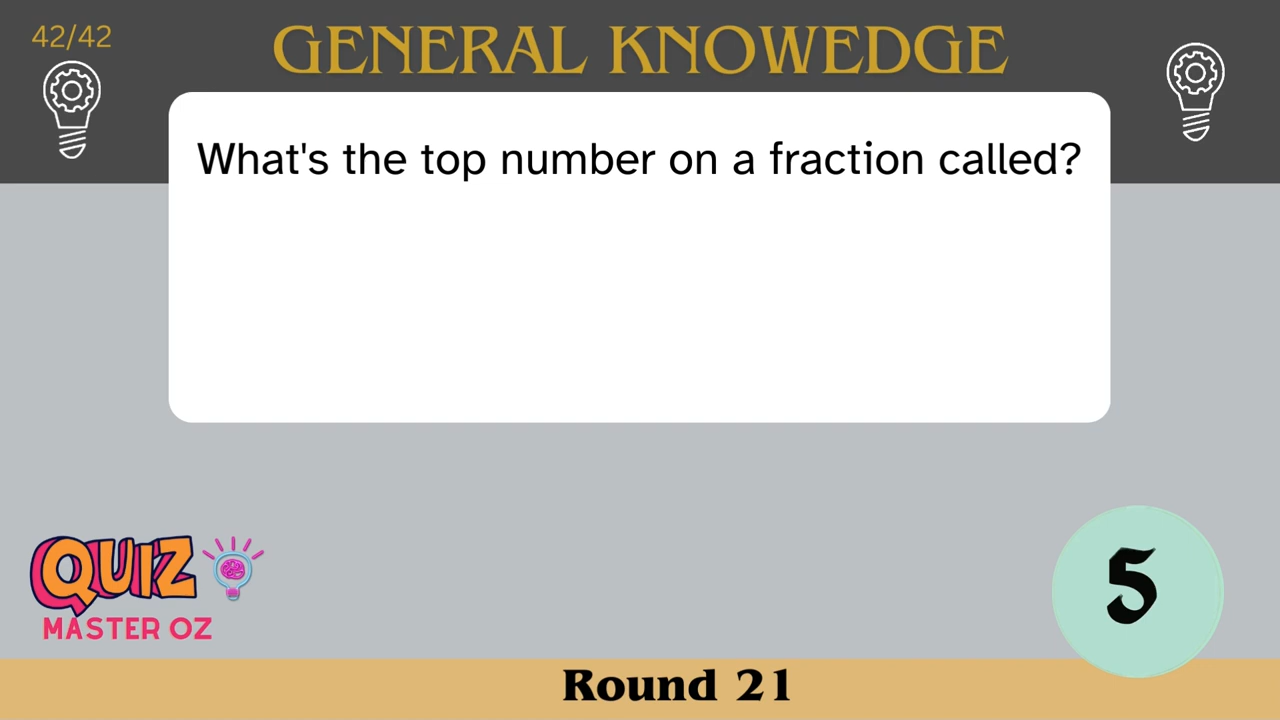 42/42
GENERAL KNOWEDGE
What's the top number on a fraction called?
QUIZ
MASTER OZ
5
Round 21